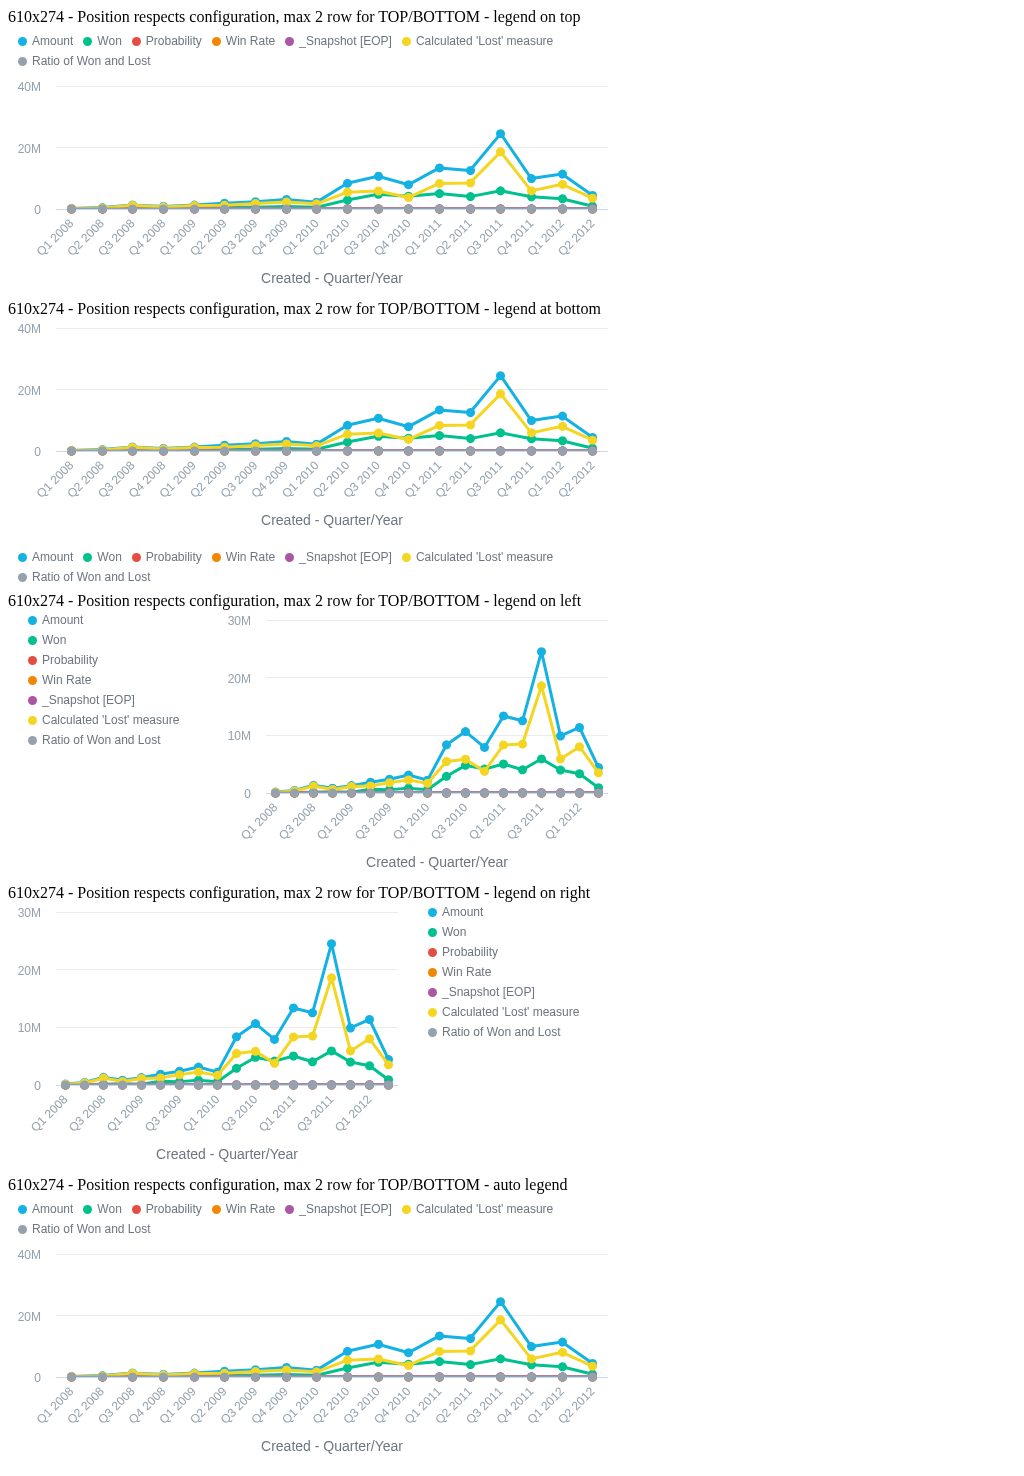 610x274 - Position respects configuration, max 2 row for TOP/BOTTOM - legend on top
Amount Won Probability Win Rate _Snapshot [EOP] Calculated 'Lost' measure
Ratio of Won and Lost
40M
20M
0
Q1 2008 Q2 2008 Q3 2008 Q4 2008 Q1 2009 Q2 2009 Q3 2009 Q4 2009 Q1 2010 Q2 2010 Q3 2010 Q4 2010 Q1 2011 Q2 2011 Q3 2011 Q4 2011 Q1 2012 Q2 2012
Created - Quarter/Year
610x274 - Position respects configuration, max 2 row for TOP/BOTTOM - legend at bottom
40M
20M
0
Q1 2008 Q2 2008 Q3 2008 Q4 2008 Q1 2009 Q2 2009 Q3 2009 Q4 2009 Q1 2010 Q2 2010 Q3 2010 Q4 2010 Q1 2011 Q2 2011 Q3 2011 Q4 2011 Q1 2012 Q2 2012
Created - Quarter/Year
Amount Won Probability Win Rate _Snapshot [EOP] Calculated 'Lost' measure
Ratio of Won and Lost
610x274 - Position respects configuration, max 2 row for TOP/BOTTOM - legend on left
Amount
Won
Probability
Win Rate
_Snapshot [EOP]
Calculated 'Lost' measure
Ratio of Won and Lost
30M
20M
10M
0
Q1 2008 Q3 2008 Q1 2009 Q3 2009 Q1 2010 Q3 2010 Q1 2011 Q3 2011 Q1 2012
Created - Quarter/Year
610x274 - Position respects configuration, max 2 row for TOP/BOTTOM - legend on right
30M
20M
10M
0
Q1 2008 Q3 2008 Q1 2009 Q3 2009 Q1 2010 Q3 2010 Q1 2011 Q3 2011 Q1 2012
Created - Quarter/Year
Amount
Won
Probability
Win Rate
_Snapshot [EOP]
Calculated 'Lost' measure
Ratio of Won and Lost
610x274 - Position respects configuration, max 2 row for TOP/BOTTOM - auto legend
Amount Won Probability Win Rate _Snapshot [EOP] Calculated 'Lost' measure
Ratio of Won and Lost
40M
20M
0
Q1 2008 Q2 2008 Q3 2008 Q4 2008 Q1 2009 Q2 2009 Q3 2009 Q4 2009 Q1 2010 Q2 2010 Q3 2010 Q4 2010 Q1 2011 Q2 2011 Q3 2011 Q4 2011 Q1 2012 Q2 2012
Created - Quarter/Year